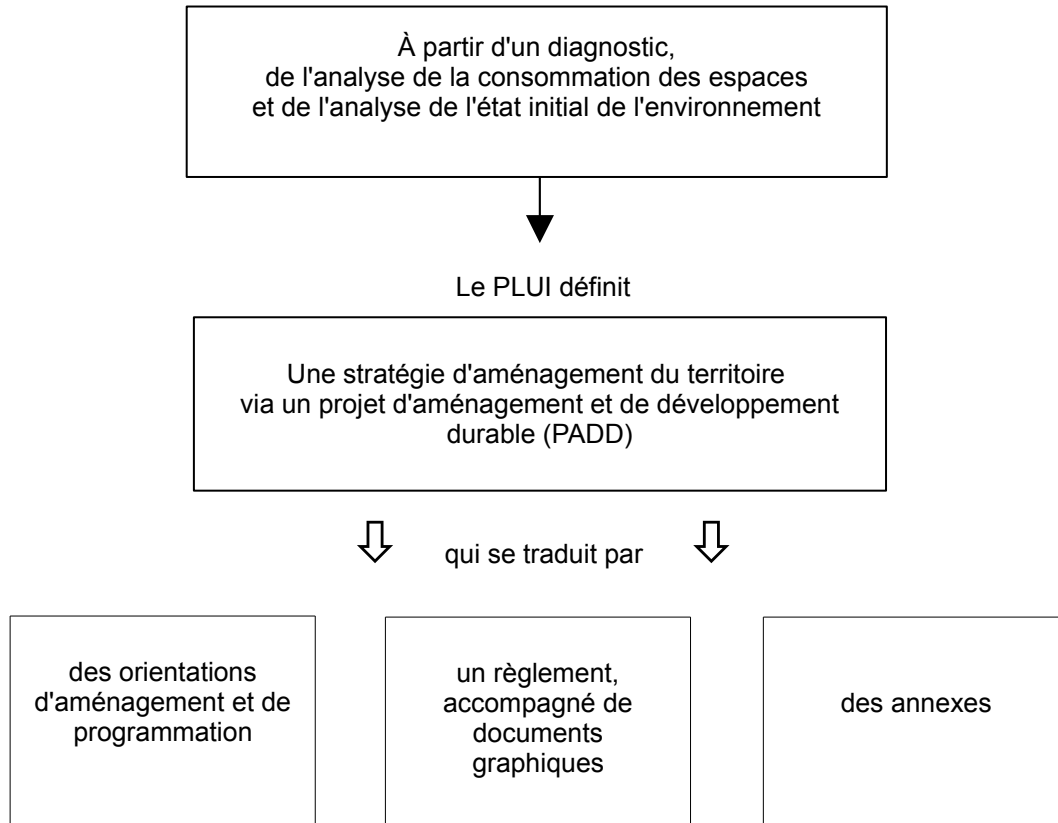 À partir d'un diagnostic,
de l'analyse de la consommation des espaces
et de l'analyse de l'état initial de l'environnement
Le PLUI définit
Une stratégie d'aménagement du territoire
via un projet d'aménagement et de développement
durable (PADD)
qui se traduit par
des orientations
d'aménagement et de
programmation
un règlement,
accompagné de
documents
graphiques
des annexes